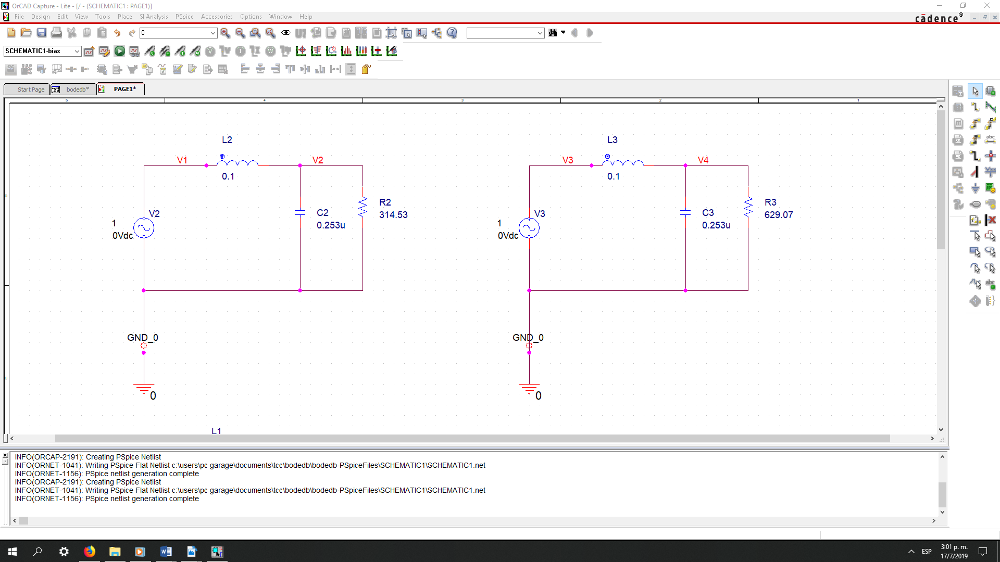 OrCAD Capture - Lite - [/ - (SCHEMATIC1 : PAGE1)]
File Design Edit View Tools Place SI Analysis PSpice Accessories Options Window Help
cādence®
0
SCHEMATIC1-bias
Start Page bodedb* PAGE1*
5 4 3 2 1
L2 L3
V1 V2 V3 V4
0.1 0.1
D
V2 R2 V3 R3
1 C2 314.53 1 C3 629.07
0Vdc 0.253u 0Vdc 0.253u
GND_0 GND_0
C
0 0
L1
INFO(ORCAP-2191): Creating PSpice Netlist
INFO(ORNET-1041): Writing PSpice Flat Netlist c:\users\pc garage\documents\tcc\bodedb\bodedb-PSpiceFiles\SCHEMATIC1\SCHEMATIC1.net
INFO(ORNET-1156): PSpice netlist generation complete
INFO(ORCAP-2191): Creating PSpice Netlist
INFO(ORNET-1041): Writing PSpice Flat Netlist c:\users\pc garage\documents\tcc\bodedb\bodedb-PSpiceFiles\SCHEMATIC1\SCHEMATIC1.net
INFO(ORNET-1156): PSpice netlist generation complete
ESP
3:01 p. m.
17/7/2019